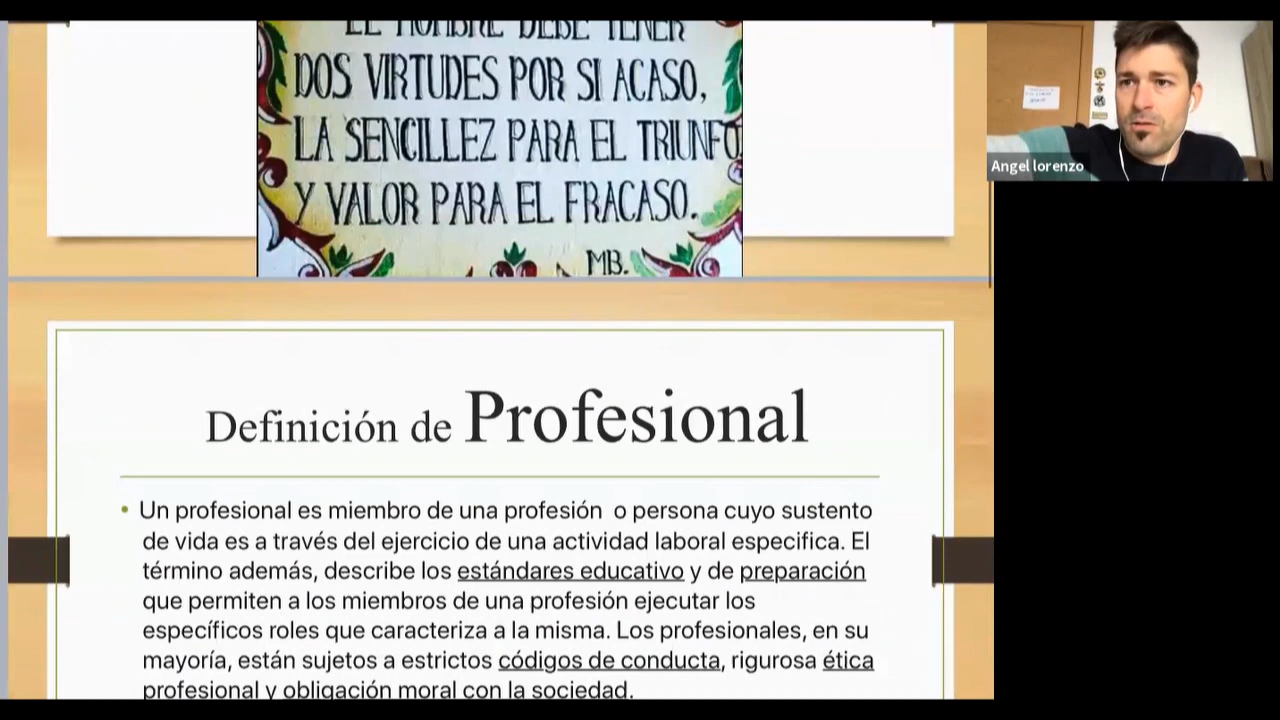 EL HOMBRE DEBE TENER
DOS VIRTUDES POR SI ACASO,
LA SENCILLEZ PARA EL TRIUNFO
Y VALOR PARA EL FRACASO.
MB.
Angel lorenzo
Definición de Profesional
• Un profesional es miembro de una profesión o persona cuyo sustento
de vida es a través del ejercicio de una actividad laboral especifica. El
término además, describe los estándares educativo y de preparación
que permiten a los miembros de una profesión ejecutar los
específicos roles que caracteriza a la misma. Los profesionales, en su
mayoría, están sujetos a estrictos códigos de conducta, rigurosa ética
profesional y obligación moral con la sociedad.